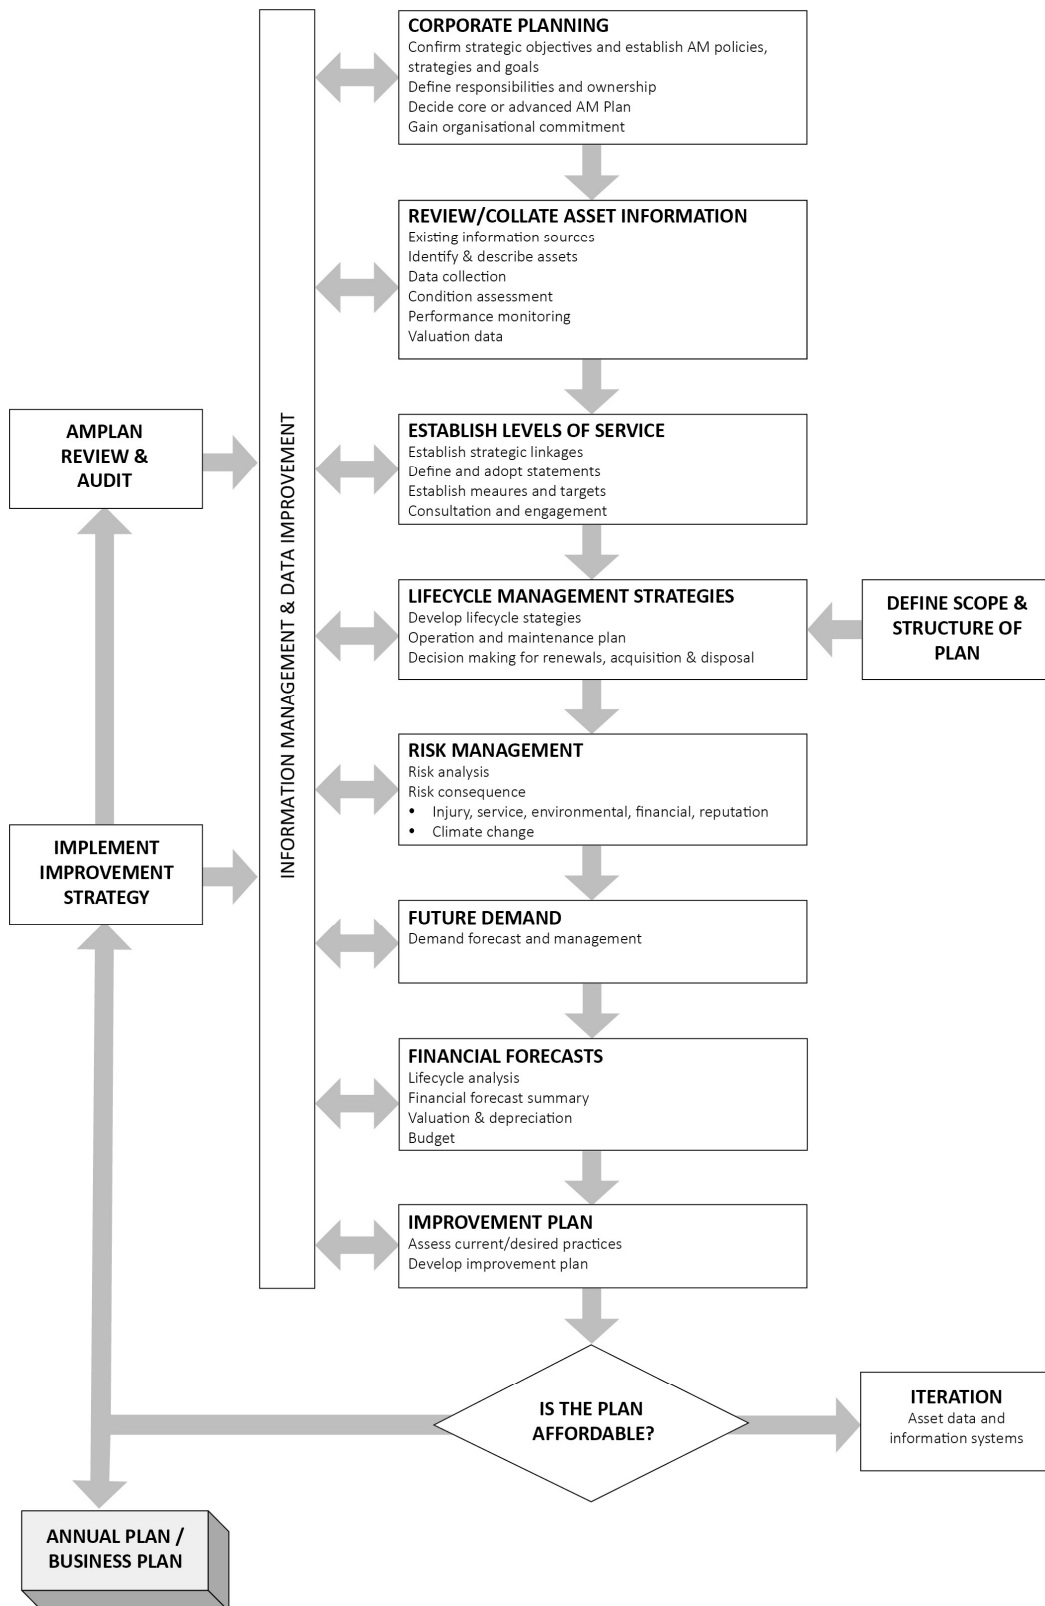 CORPORATE PLANNING
Confirm strategic objectives and establish AM policies,
strategies and goals
Define responsibilities and ownership
Decide core or advanced AM Plan
Gain organisational commitment
REVIEW/COLLATE ASSET INFORMATION
Existing information sources
Identify & describe assets
Data collection
Condition assessment
Performance monitoring
Valuation data
AMPLAN
REVIEW &
AUDIT
INFORMATION MANAGEMENT & DATA IMPROVEMENT
ESTABLISH LEVELS OF SERVICE
Establish strategic linkages
Define and adopt statements
Establish meaures and targets
Consultation and engagement
LIFECYCLE MANAGEMENT STRATEGIES
Develop lifecycle stategies
Operation and maintenance plan
Decision making for renewals, acquisition & disposal
DEFINE SCOPE &
STRUCTURE OF
PLAN
RISK MANAGEMENT
Risk analysis
Risk consequence
• Injury, service, environmental, financial, reputation
• Climate change
IMPLEMENT
IMPROVEMENT
STRATEGY
FUTURE DEMAND
Demand forecast and management
FINANCIAL FORECASTS
Lifecycle analysis
Financial forecast summary
Valuation & depreciation
Budget
IMPROVEMENT PLAN
Assess current/desired practices
Develop improvement plan
IS THE PLAN
AFFORDABLE?
ITERATION
Asset data and
information systems
ANNUAL PLAN /
BUSINESS PLAN